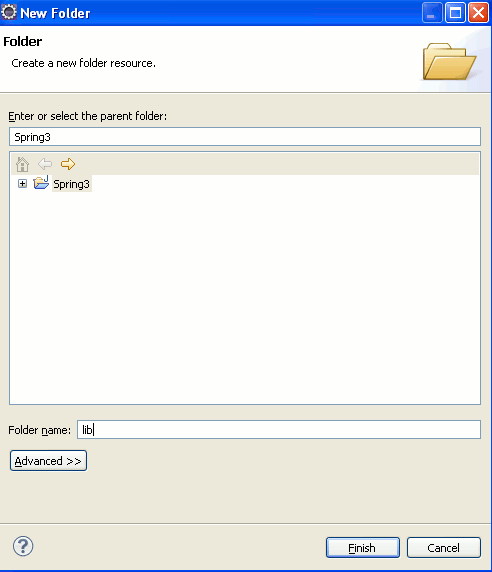 New Folder
Folder
Create a new folder resource.
Enter or select the parent folder:
Spring3
Spring3
Folder name: lib
Advanced >>
Finish Cancel